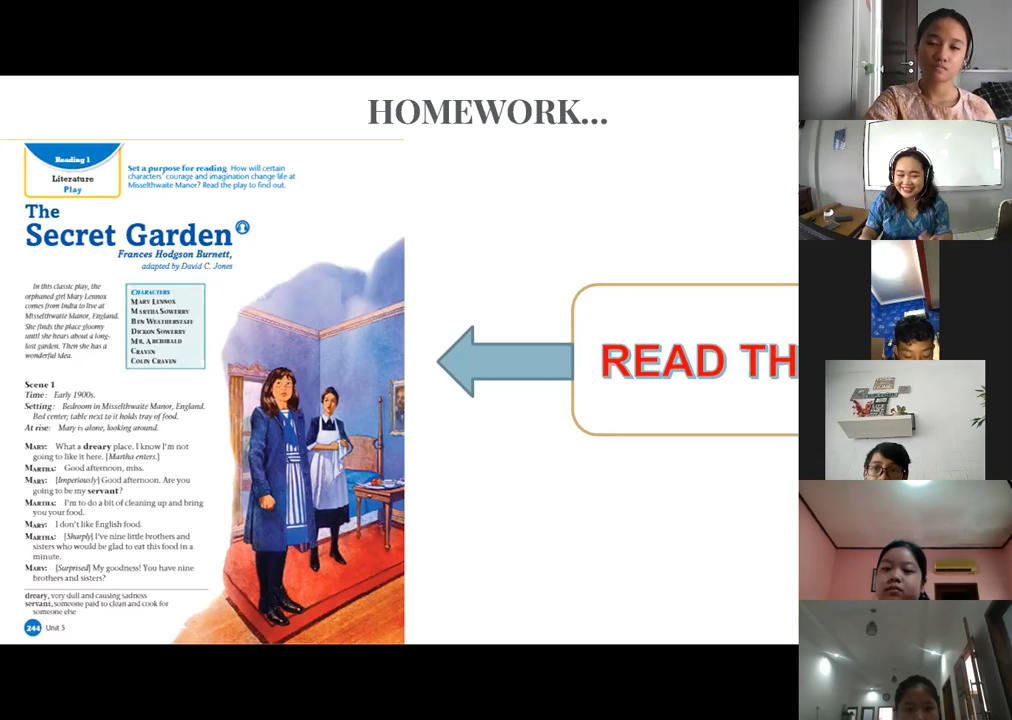 HOMEWORK...
Reading 1
Literature
Play
Set a purpose for reading How will certain
characters' courage and imagination change life at
Misselthwaite Manor? Read the play to find out.
The
Secret Garden
Frances Hodgson Burnett,
adapted by David C. Jones
In this classic play, the
orphaned girl Mary Lennox
comes from India to live at
Misselthwaite Manor, England.
She finds the place gloomy
until she hears about a long-
lost garden. Then she has a
wonderful idea.
CHARACTERS
MARY LENNOX
MARTHA SOWERBY
BEN WEATHERSTAFF
DICKON SOWERBY
MR. ARCHIBALD
CRAVEN
COLIN CRAVEN
Scene 1
Time: Early 1900s.
Setting: Bedroom in Misselthwaite Manor, England.
Bed center; table next to it holds tray of food.
At rise: Mary is alone, looking around.
MARY: What a dreary place. I know I'm not
going to like it here. [Martha enters.]
MARTHA: Good afternoon, miss.
MARY: [Imperiously] Good afternoon. Are you
going to be my servant?
MARTHA: I'm to do a bit of cleaning up and bring
you your food.
MARY: I don't like English food.
MARTHA: [Sharply] I've nine little brothers and
sisters who would be glad to eat this food in a
minute.
MARY: [Surprised] My goodness! You have nine
brothers and sisters?
dreary, very dull and causing sadness
servant, someone paid to clean and cook for
someone else
244 Unit 5
READ TH